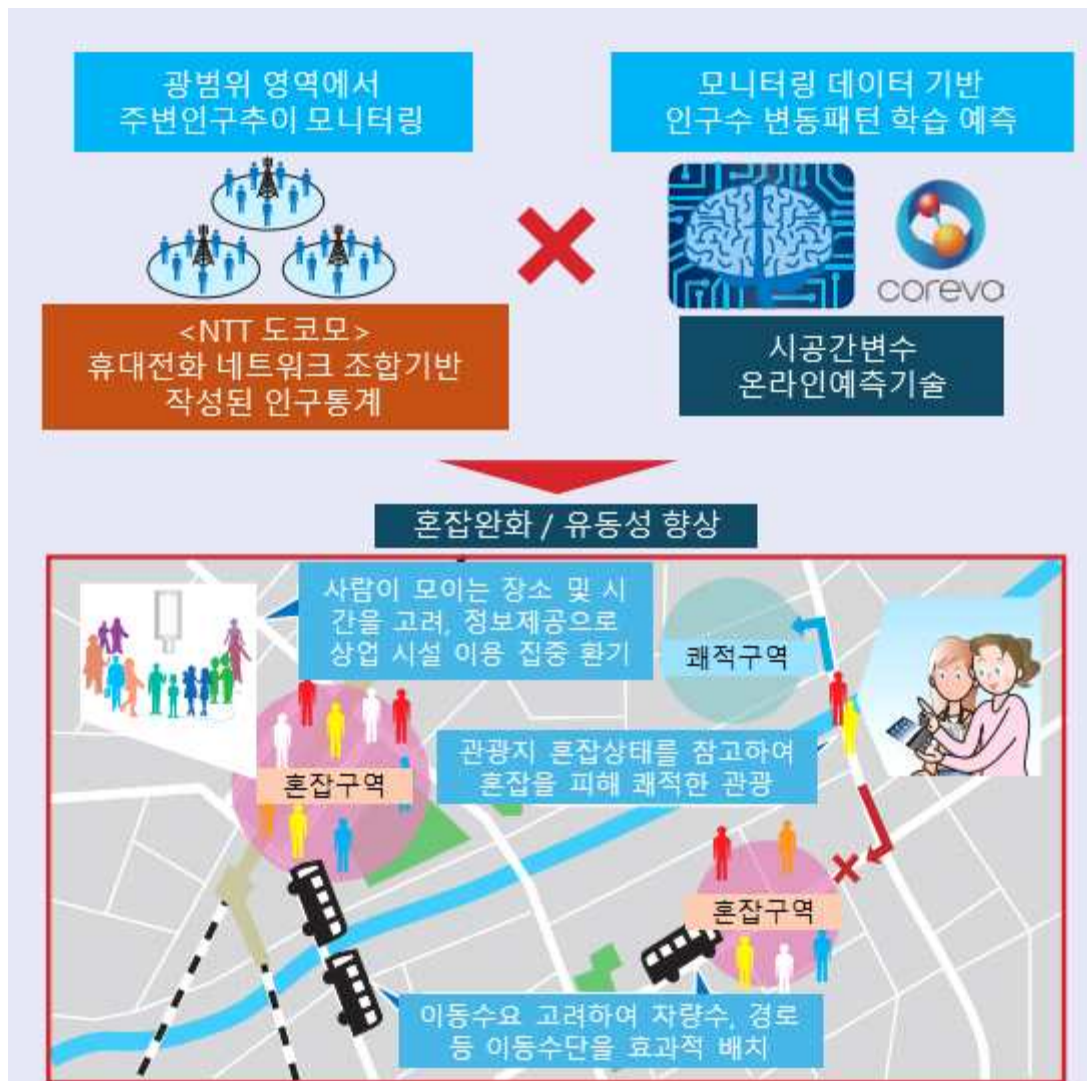 광범위 영역에서
주변인구추이 모니터링
모니터링 데이터 기반
인구수 변동패턴 학습 예측
coreva
<NTT 도코모>
휴대전화 네트워크 조합기반
작성된 인구통계
시공간변수
온라인예측기술
혼잡완화 / 유동성 향상
사람이 모이는 장소 및 시
간을 고려, 정보제공으로
상업 시설 이용 집중 환기
쾌적구역
관광지 혼잡상태를 참고하여
혼잡을 피해 쾌적한 관광
혼잡구역
혼잡구역
이동수요 고려하여 차량수, 경로
등 이동수단을 효과적 배치